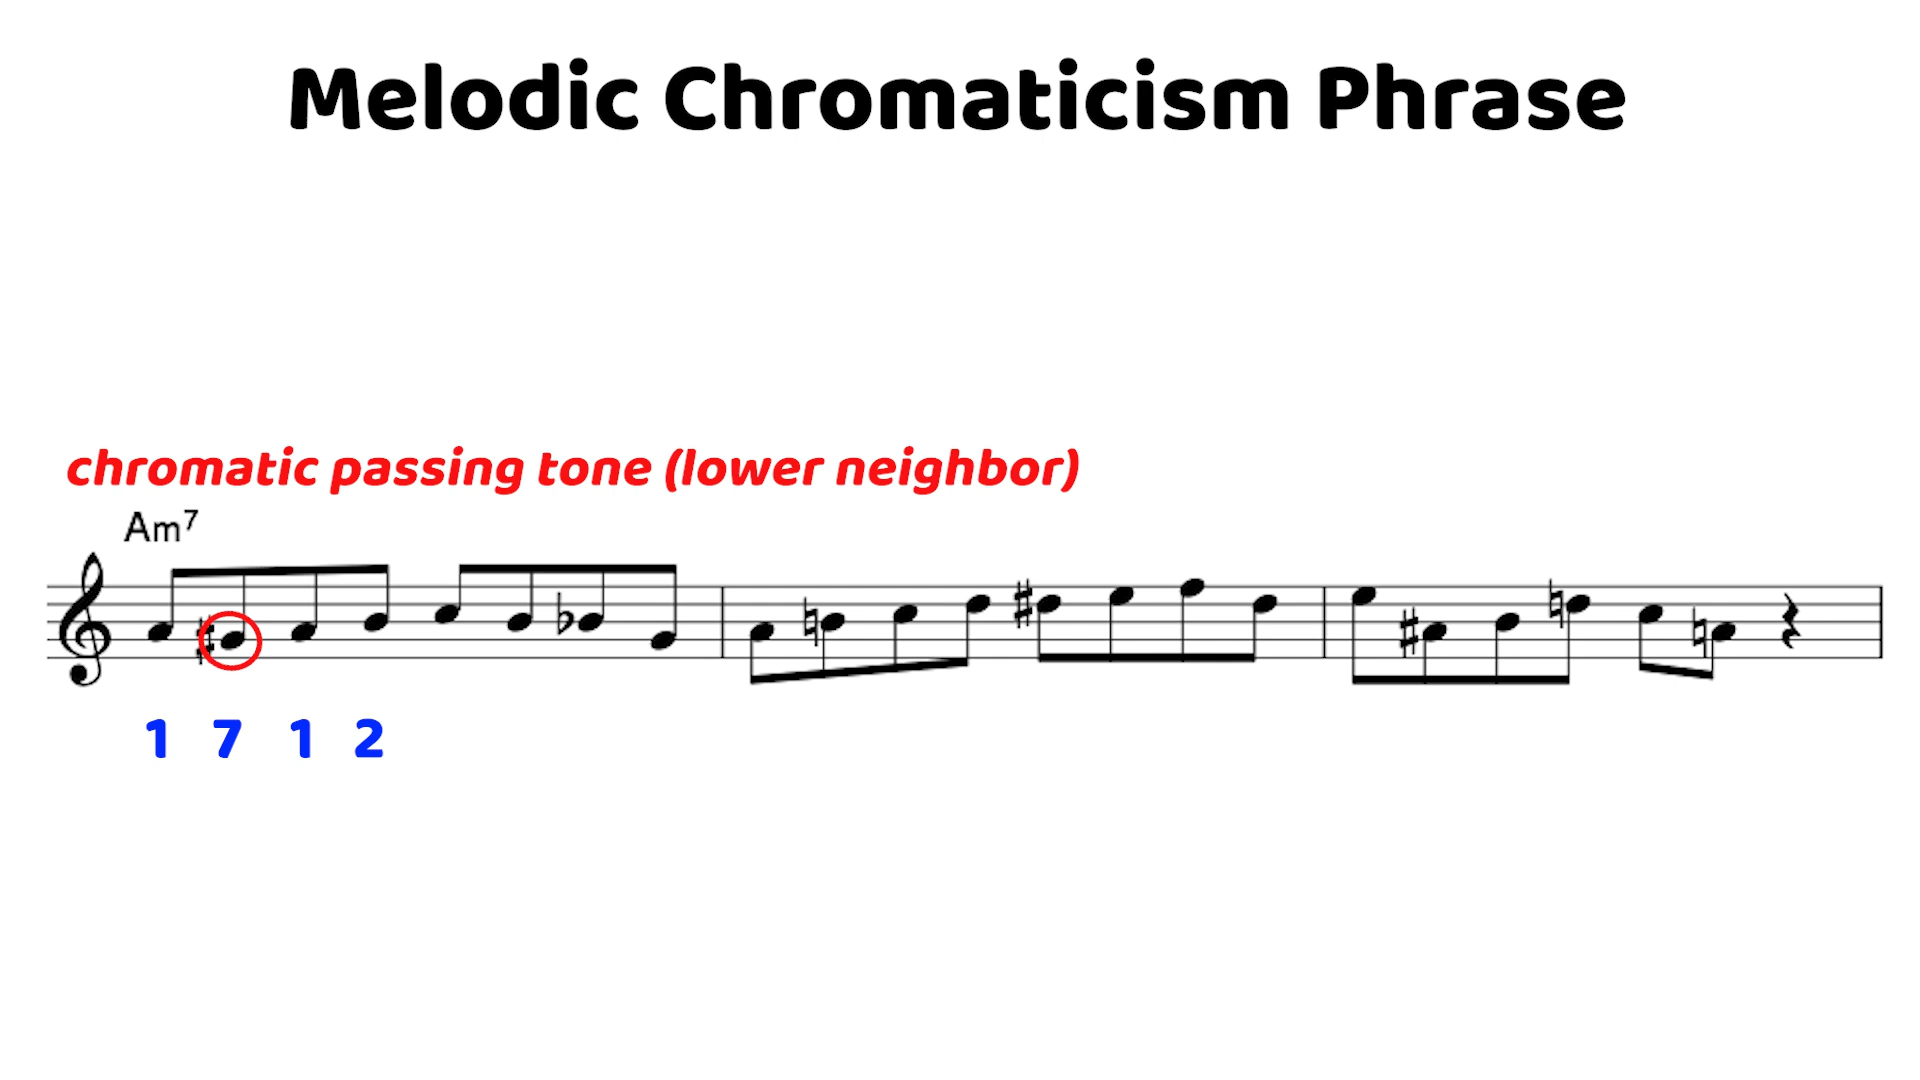 Melodic Chromaticism Phrase
chromatic passing tone (lower neighbor)
Am7
1 7 1 2